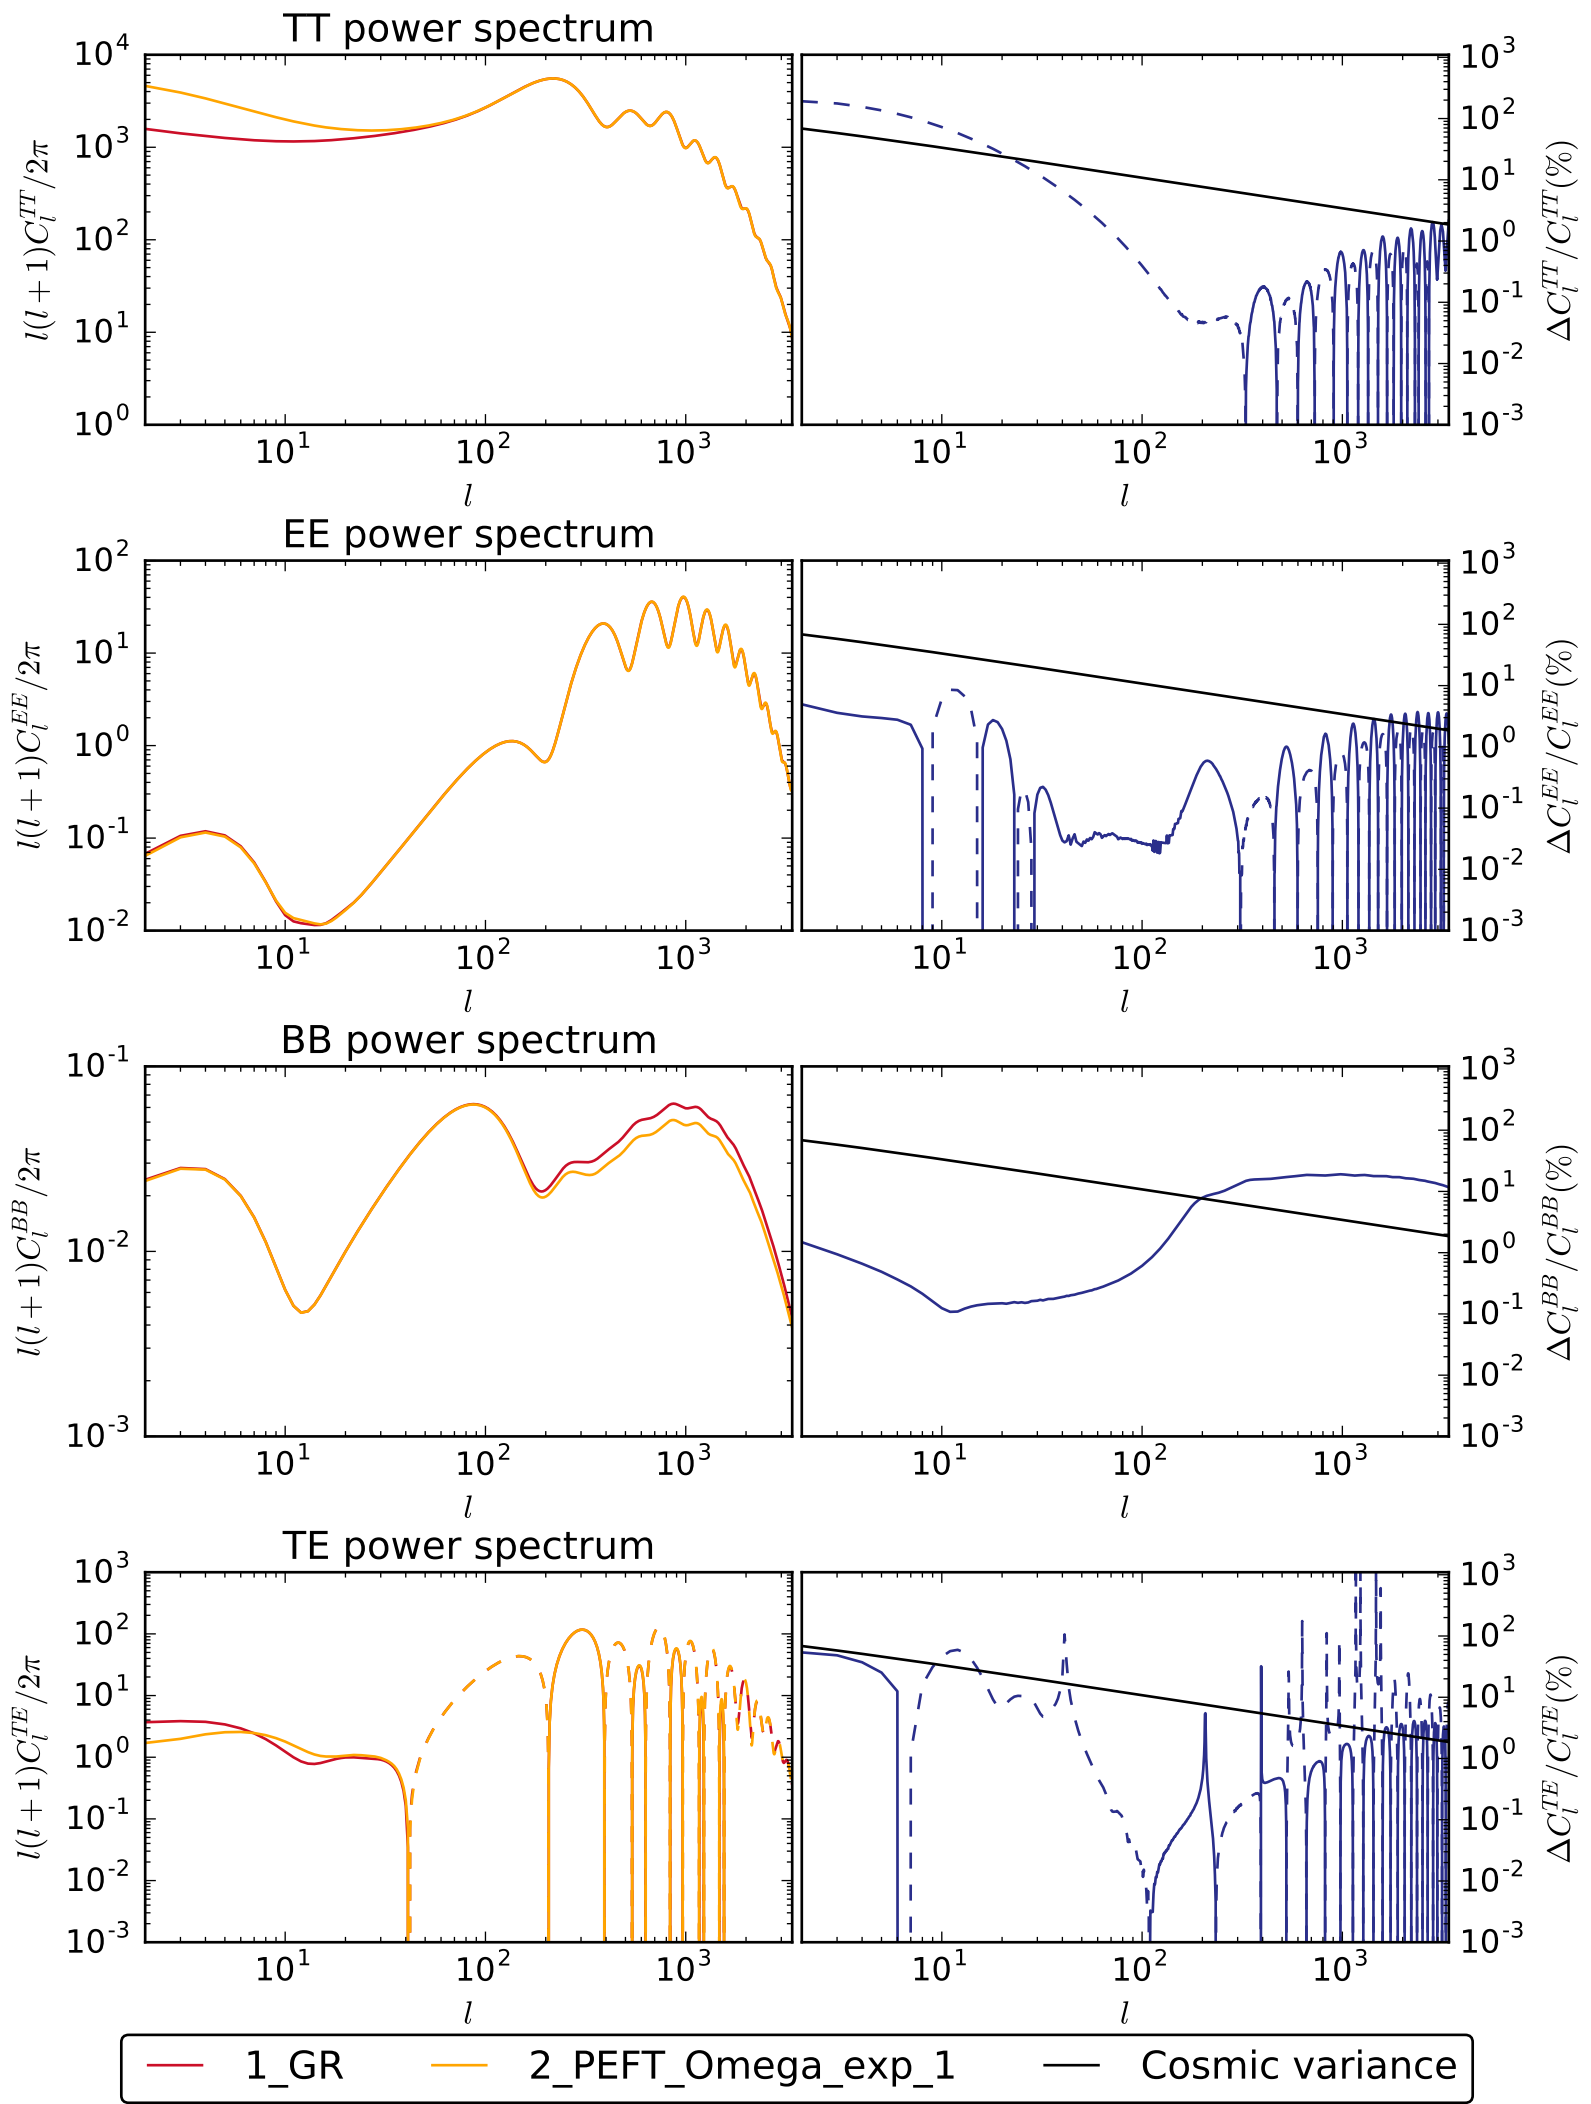 TT power spectrum
10^4
10^3
10^2
10^1
10^0
l(l+1)C_l^{TT}/2π
10^1 10^2 10^3
l
10^3
10^2
10^1
10^0
10^-1
10^-2
10^-3
ΔC_l^{TT}/C_l^{TT}(%)
10^1 10^2 10^3
l
EE power spectrum
10^2
10^1
10^0
10^-1
10^-2
l(l+1)C_l^{EE}/2π
10^1 10^2 10^3
l
10^3
10^2
10^1
10^0
10^-1
10^-2
10^-3
ΔC_l^{EE}/C_l^{EE}(%)
10^1 10^2 10^3
l
BB power spectrum
10^-1
10^-2
10^-3
l(l+1)C_l^{BB}/2π
10^1 10^2 10^3
l
10^3
10^2
10^1
10^0
10^-1
10^-2
10^-3
ΔC_l^{BB}/C_l^{BB}(%)
10^1 10^2 10^3
l
TE power spectrum
10^3
10^2
10^1
10^0
10^-1
10^-2
10^-3
l(l+1)C_l^{TE}/2π
10^1 10^2 10^3
l
10^3
10^2
10^1
10^0
10^-1
10^-2
10^-3
ΔC_l^{TE}/C_l^{TE}(%)
10^1 10^2 10^3
l
1_GR 2_PEFT_Omega_exp_1 Cosmic variance